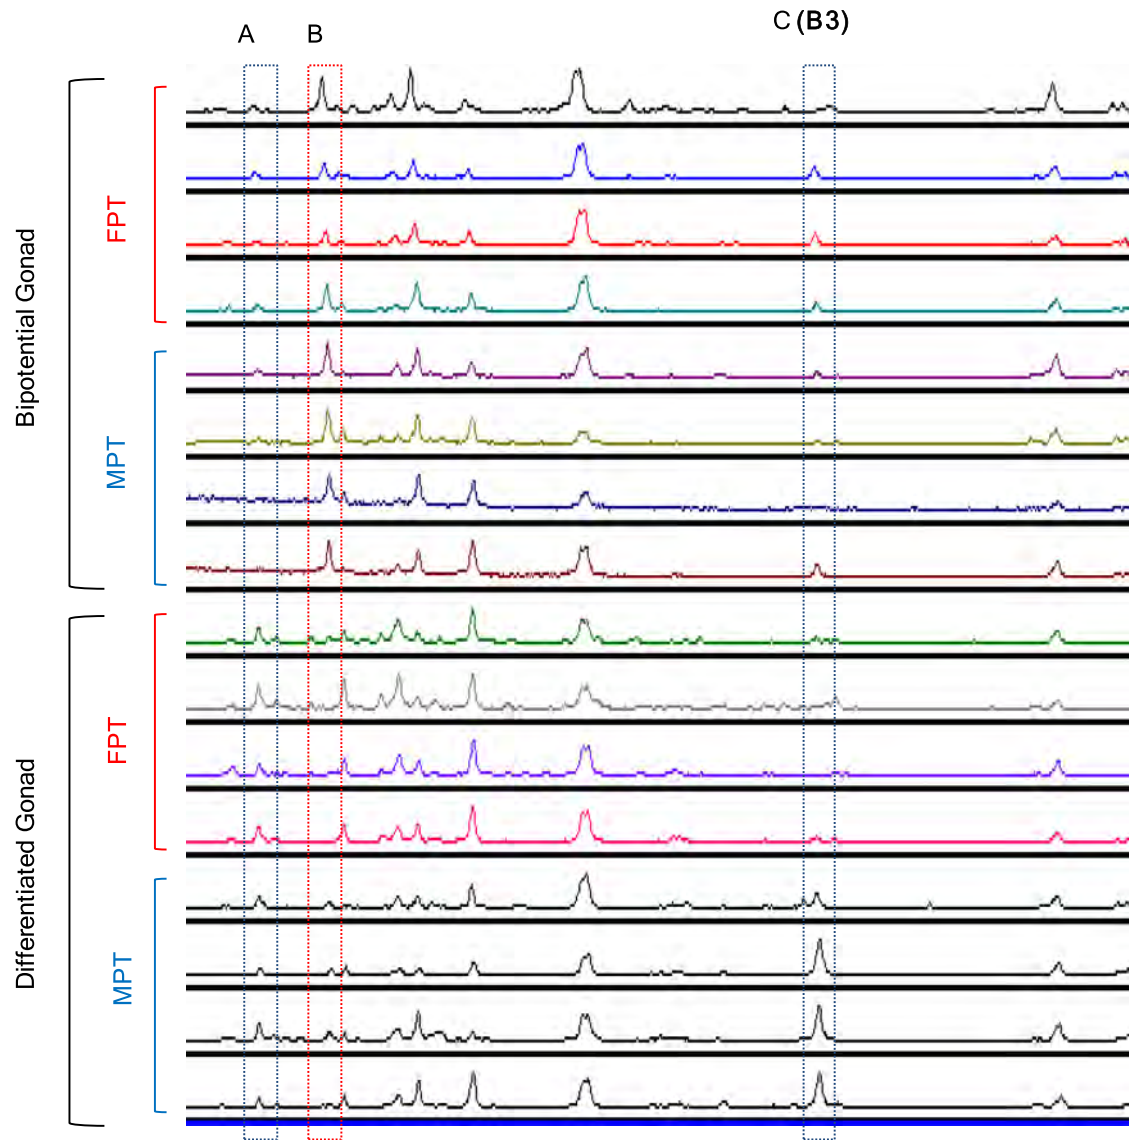 A
B
C (B3)
Bipotential Gonad
FPT
MPT
Differentiated Gonad
FPT
MPT